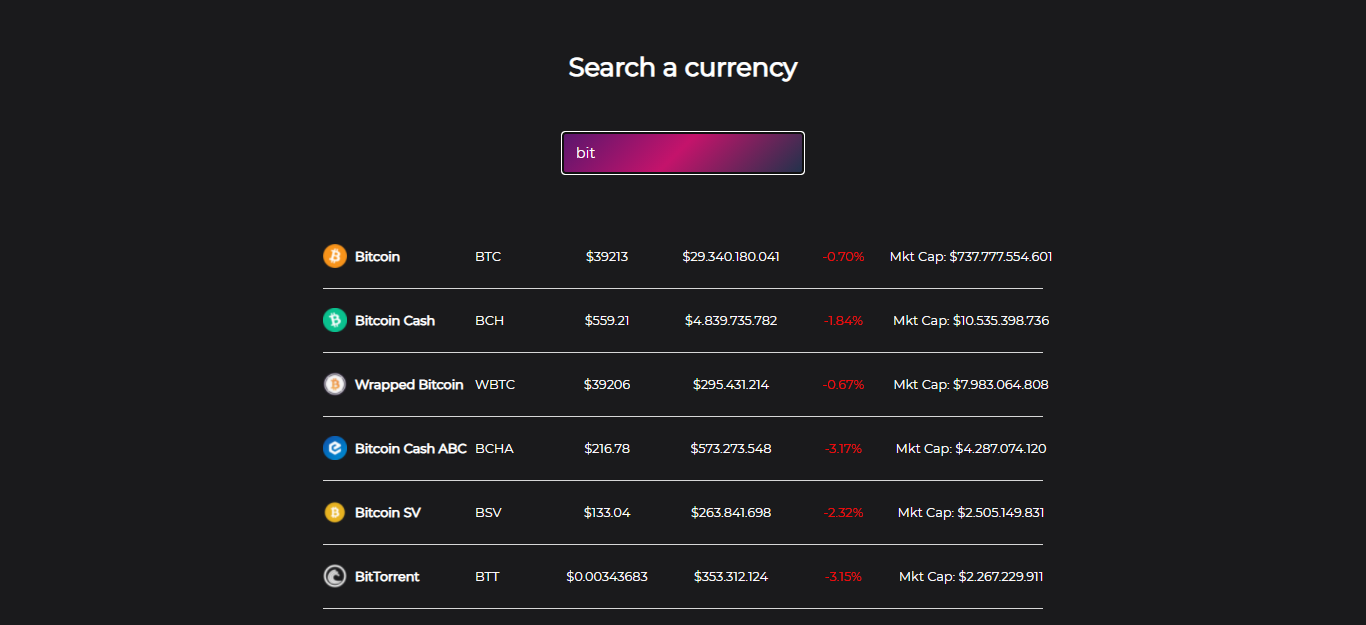 Search a currency
bit
Bitcoin BTC $39213 $29.340.180.041 -0.70% Mkt Cap: $737.777.554.601
Bitcoin Cash BCH $559.21 $4.839.735.782 -1.84% Mkt Cap: $10.535.398.736
Wrapped Bitcoin WBTC $39206 $295.431.214 -0.67% Mkt Cap: $7.983.064.808
Bitcoin Cash ABC BCHA $216.78 $573.273.548 -3.17% Mkt Cap: $4.287.074.120
Bitcoin SV BSV $133.04 $263.841.698 -2.32% Mkt Cap: $2.505.149.831
BitTorrent BTT $0.00343683 $353.312.124 -3.15% Mkt Cap: $2.267.229.911